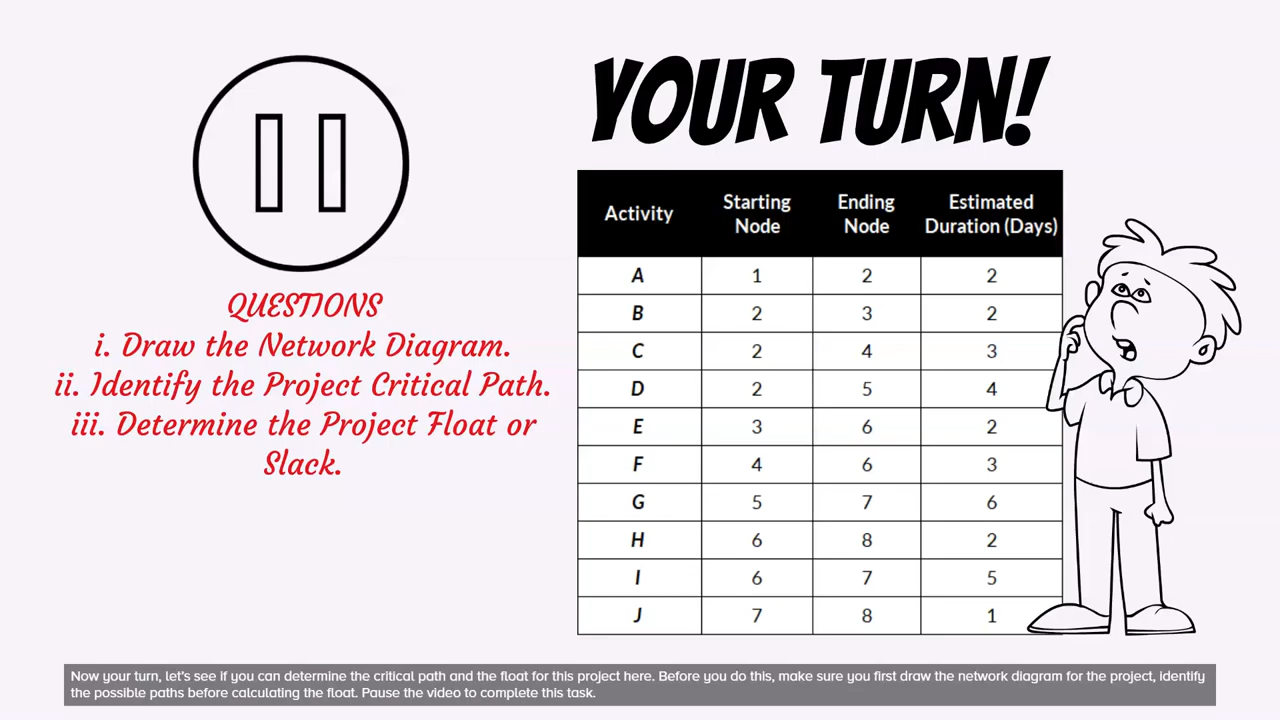 YOUR TURN!
QUESTIONS
i. Draw the Network Diagram.
ii. Identify the Project Critical Path.
iii. Determine the Project Float or
Slack.
Activity Starting Node Ending Node Estimated Duration (Days)
A 1 2 2
B 2 3 2
C 2 4 3
D 2 5 4
E 3 6 2
F 4 6 3
G 5 7 6
H 6 8 2
I 6 7 5
J 7 8 1
Now your turn, let's see if you can determine the critical path and the float for this project here. Before you do this, make sure you first draw the network diagram for the project, identify
the possible paths before calculating the float. Pause the video to complete this task.